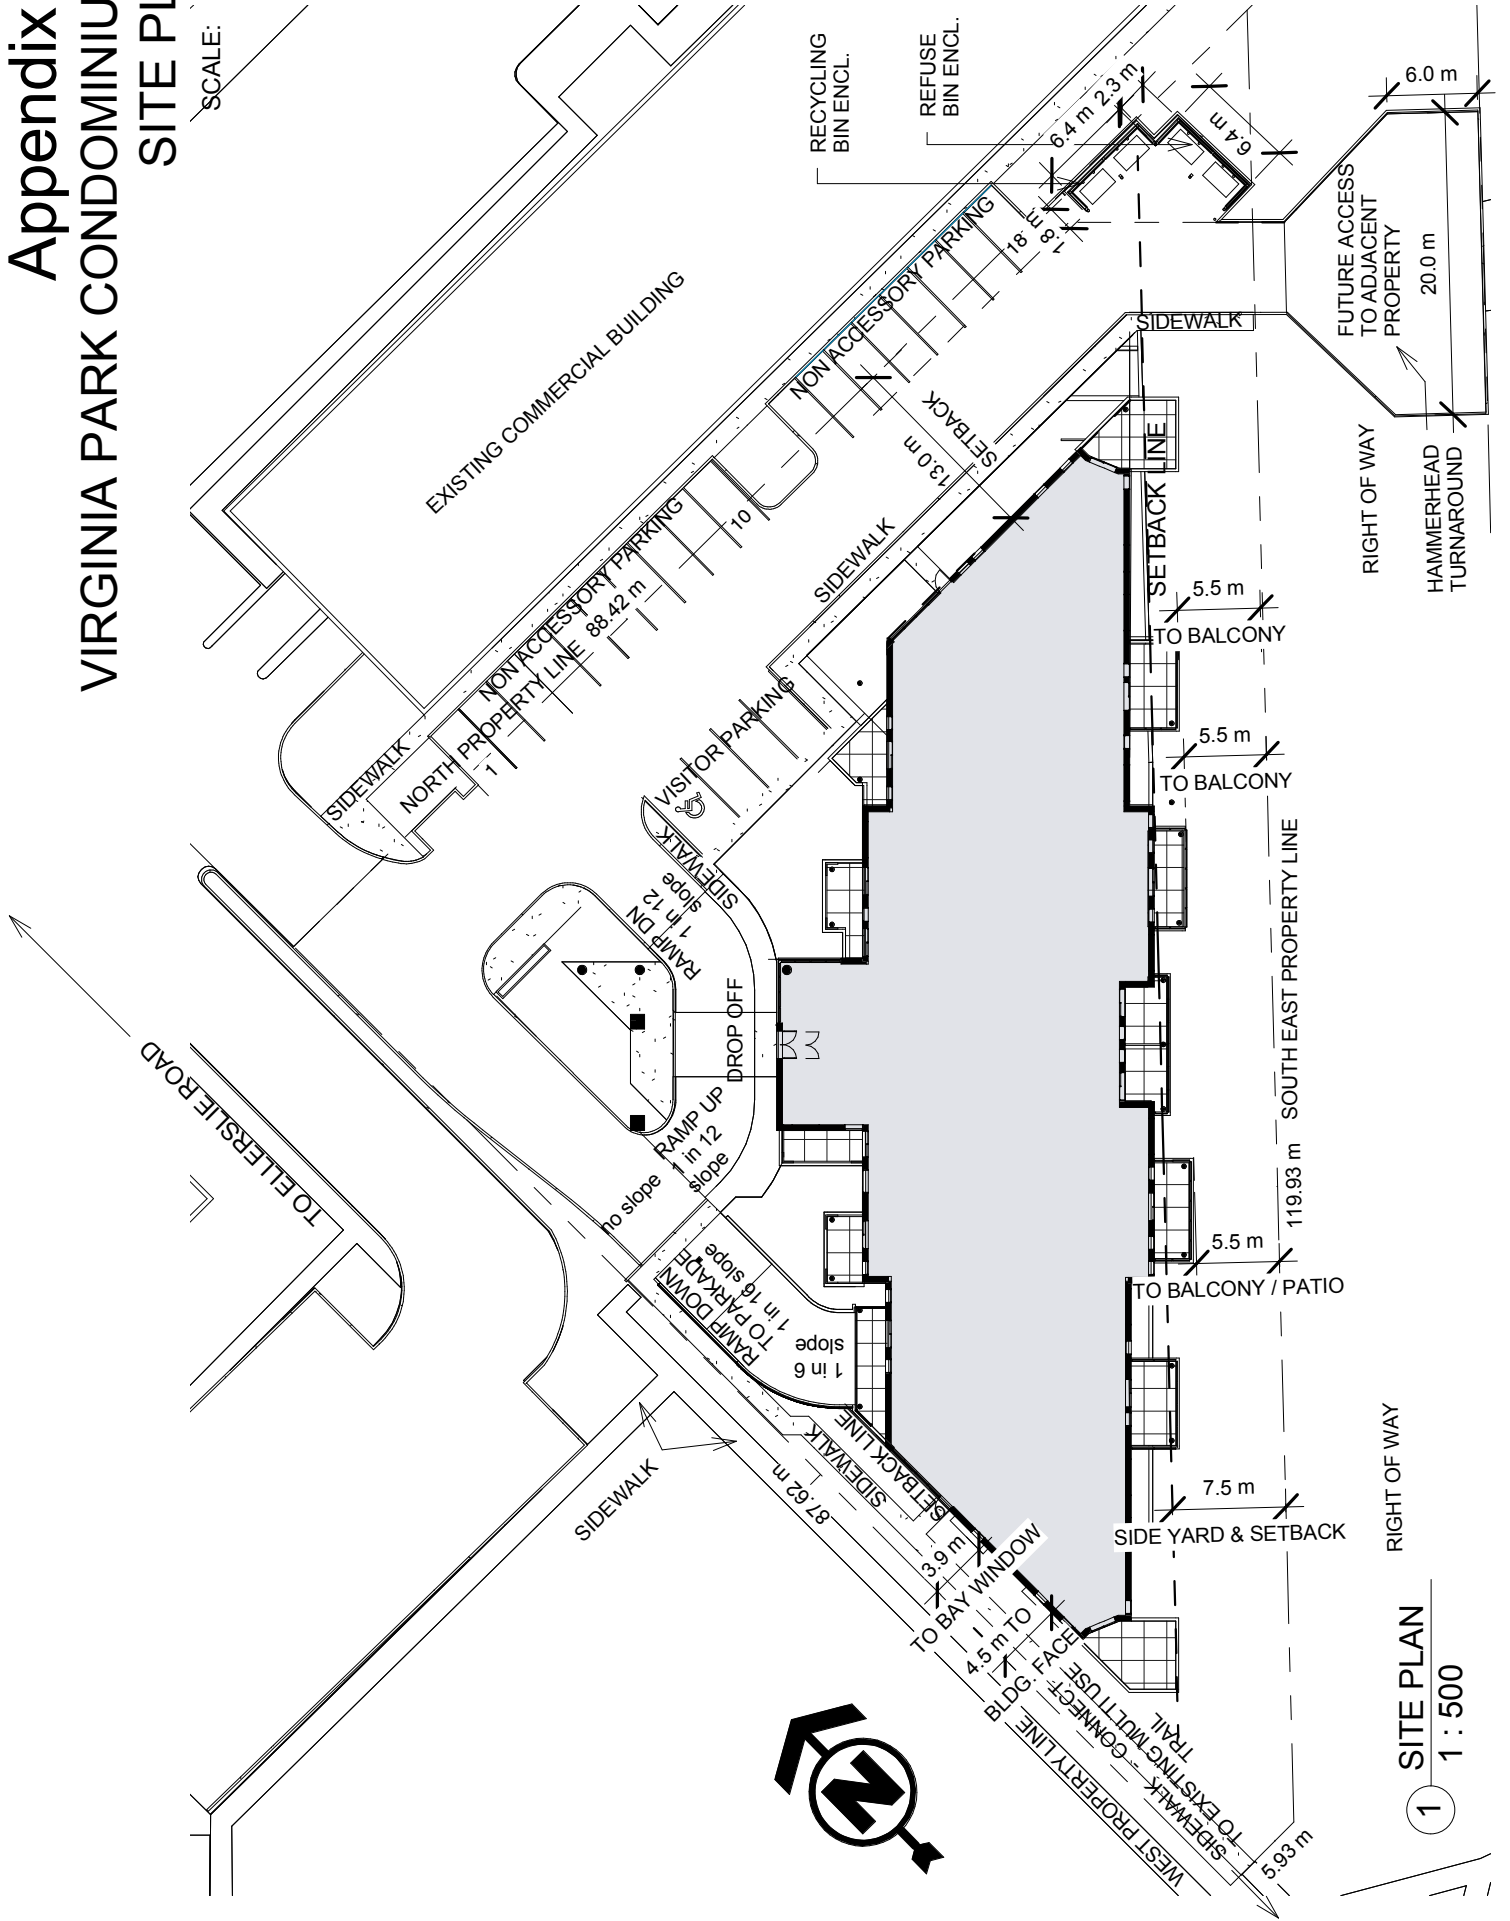 Appendix
VIRGINIA PARK CONDOMINIU
SITE PL
SCALE:
EXISTING COMMERCIAL BUILDING
RECYCLING
BIN ENCL.
REFUSE
BIN ENCL.
6.4 m
2.3 m
6.4 m
1.8 m
18
6.0 m
FUTURE ACCESS
TO ADJACENT
PROPERTY
20.0 m
HAMMERHEAD
TURNAROUND
RIGHT OF WAY
NON ACCESSORY PARKING
10
NON ACCESSORY PARKING
NORTH PROPERTY LINE 88.42 m
1
SIDEWALK
SIDEWALK
SETBACK
13.0 m
SIDEWALK
SETBACK LINE
VISITOR PARKING
SIDEWALK
RAMP DN
1 in 12
slope
DROP OFF
RAMP UP
1 in 12
slope
no slope
RAMP DOWN
TO PARKADE
1 in 16 slope
1 in 6
slope
TO ELLERSLIE ROAD
SIDEWALK
87.62 m
SIDEWALK
SETBACK LINE
3.9 m
TO BAY WINDOW
4.5 m TO
BLDG. FACE
SIDEWALK - CONNECT
TO EXISTING MULTI USE
TRAIL
WEST PROPERTY LINE
5.93 m
5.5 m
TO BALCONY
5.5 m
TO BALCONY
119.93 m SOUTH EAST PROPERTY LINE
5.5 m
TO BALCONY / PATIO
7.5 m
SIDE YARD & SETBACK
RIGHT OF WAY
N
1
SITE PLAN
1 : 500